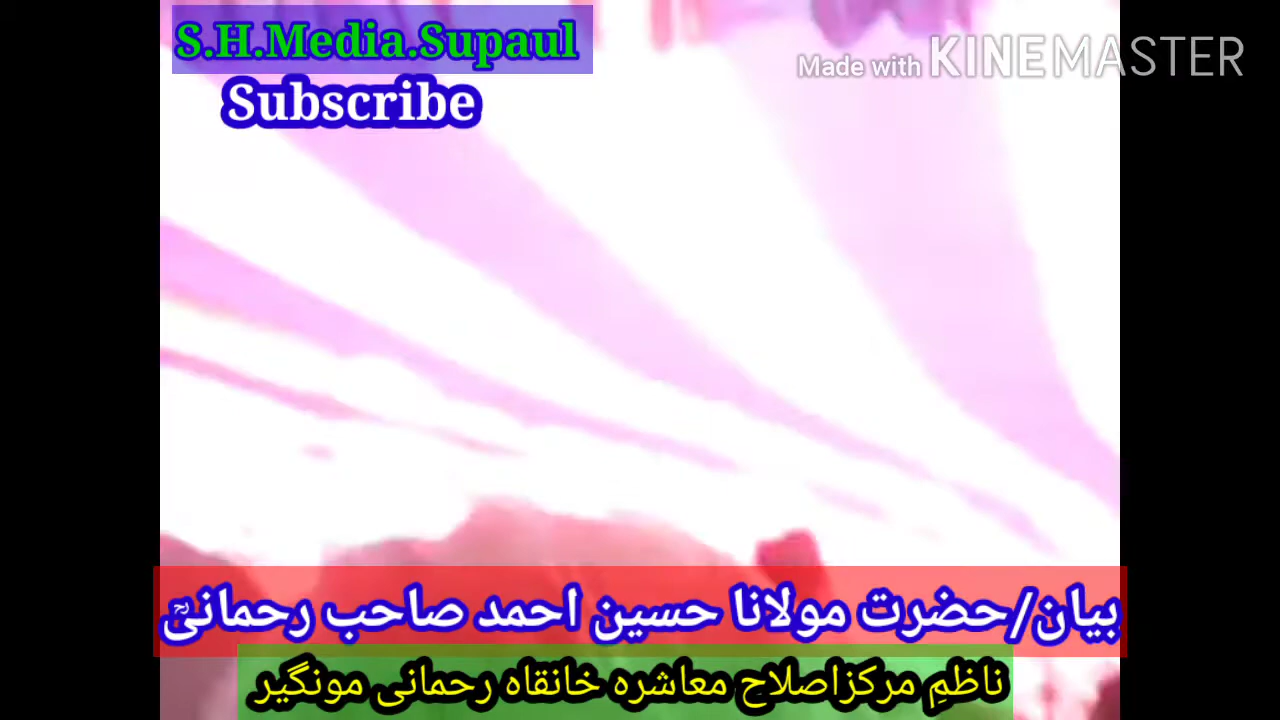 S.H.Media.Supaul
Made with KINEMASTER
Subscribe
بیان/حضرت مولانا حسین احمد صاحب رحمانیؒ
ناظمِ مرکزاصلاح معاشرہ خانقاہ رحمانی مونگیر